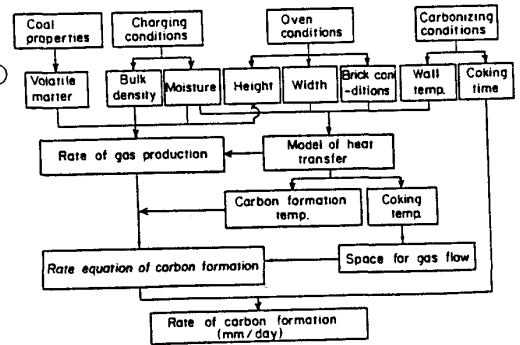 Coal
properties
Charging
conditions
Oven
conditions
Carbonizing
conditions
Volatile
matter
Bulk
density
Moisture
Height
Width
Brick con
-ditions
Wall
temp.
Coking
time
Rate of gas production
Model of heat
transfer
Carbon formation
temp.
Coking
temp.
Rate equation of carbon formation
Space for gas flow
Rate of carbon formation
(mm/day)